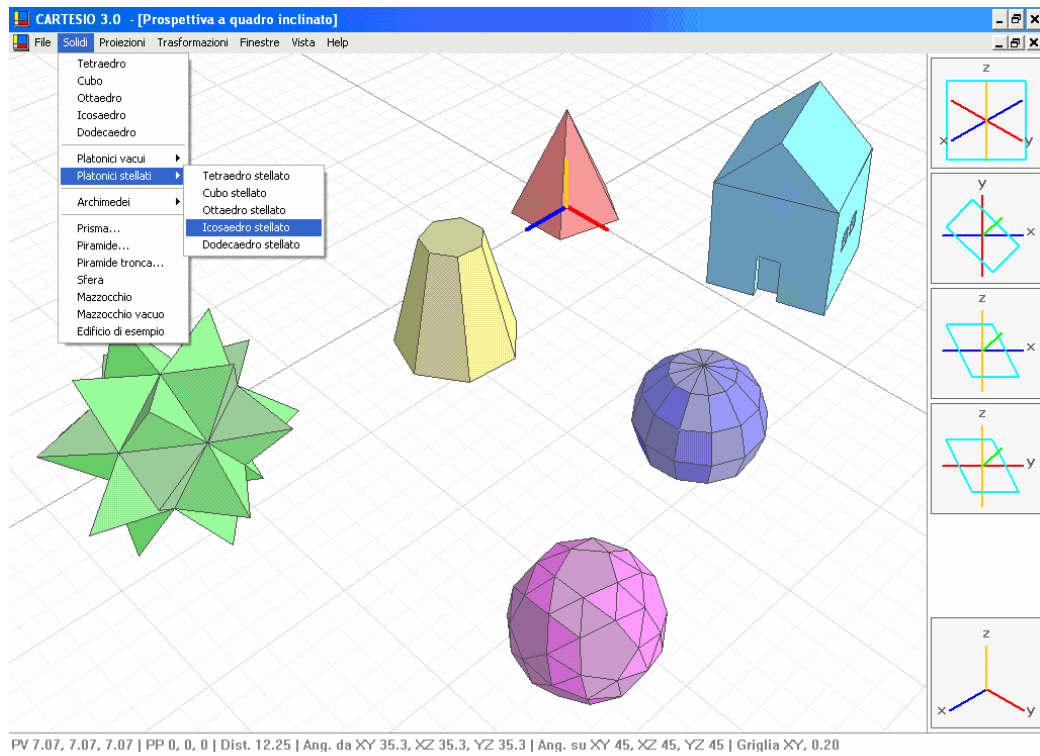 CARTESIO 3.0 - [Prospettiva a quadro inclinato]
File Solidi Proiezioni Trasformazioni Finestre Vista Help
Tetraedro
Cubo
Ottaedro
Icosaedro
Dodecaedro
Platonici vacui
Platonici stellati
Archimedei
Prisma...
Piramide...
Piramide tronca...
Sfera
Mazzocchio
Mazzocchio vacuo
Edificio di esempio
Tetraedro stellato
Cubo stellato
Ottaedro stellato
Icosaedro stellato
Dodecaedro stellato
z
x y
y
x
z
x
z
y
z
x y
PV 7.07, 7.07, 7.07 | PP 0, 0, 0 | Dist. 12.25 | Ang. da XY 35.3, XZ 35.3, YZ 35.3 | Ang. su XY 45, XZ 45, YZ 45 | Griglia XY, 0.20